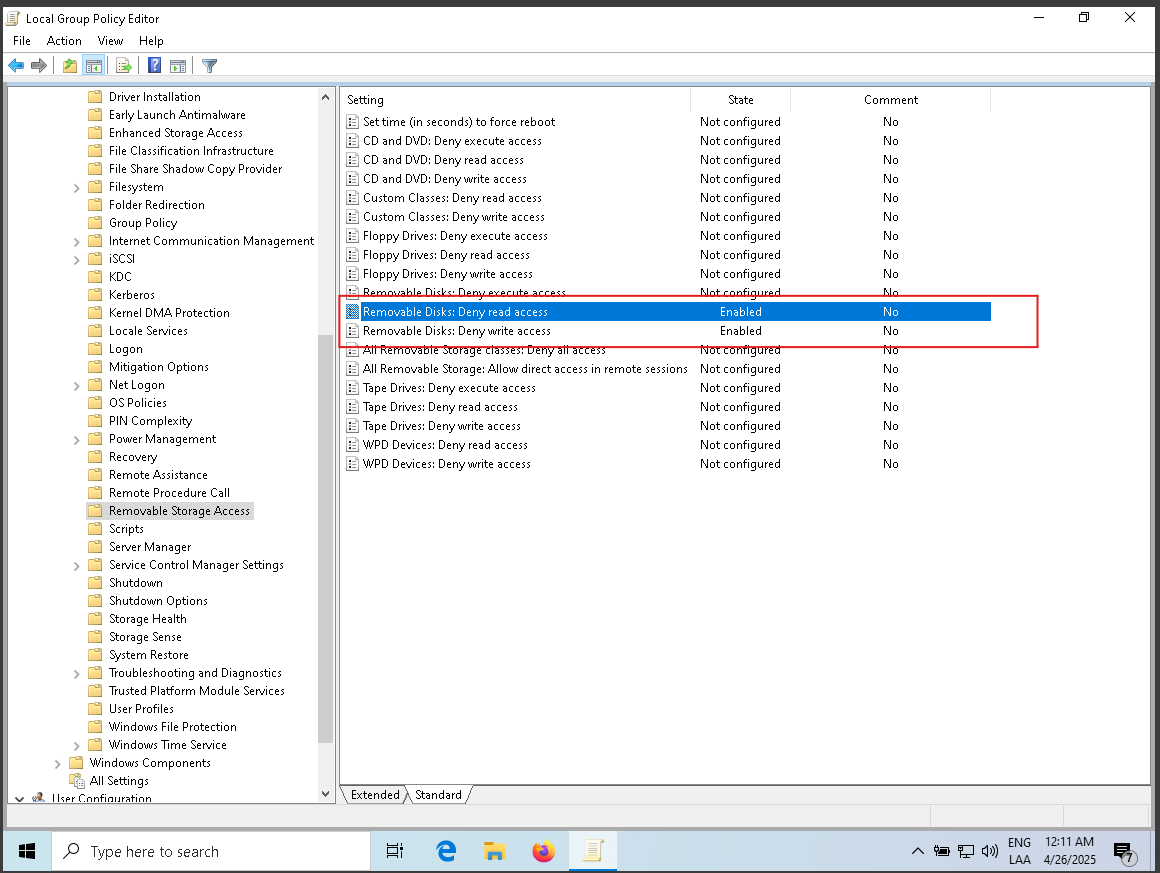 Local Group Policy Editor
File Action View Help
Driver Installation
Early Launch Antimalware
Enhanced Storage Access
File Classification Infrastructure
File Share Shadow Copy Provider
Filesystem
Folder Redirection
Group Policy
Internet Communication Management
iSCSI
KDC
Kerberos
Kernel DMA Protection
Locale Services
Logon
Mitigation Options
Net Logon
OS Policies
PIN Complexity
Power Management
Recovery
Remote Assistance
Remote Procedure Call
Removable Storage Access
Scripts
Server Manager
Service Control Manager Settings
Shutdown
Shutdown Options
Storage Health
Storage Sense
System Restore
Troubleshooting and Diagnostics
Trusted Platform Module Services
User Profiles
Windows File Protection
Windows Time Service
Windows Components
All Settings
User Configuration
Setting State Comment
Set time (in seconds) to force reboot Not configured No
CD and DVD: Deny execute access Not configured No
CD and DVD: Deny read access Not configured No
CD and DVD: Deny write access Not configured No
Custom Classes: Deny read access Not configured No
Custom Classes: Deny write access Not configured No
Floppy Drives: Deny execute access Not configured No
Floppy Drives: Deny read access Not configured No
Floppy Drives: Deny write access Not configured No
Removable Disks: Deny execute access Not configured No
Removable Disks: Deny read access Enabled No
Removable Disks: Deny write access Enabled No
All Removable Storage classes: Deny all access Not configured No
All Removable Storage: Allow direct access in remote sessions Not configured No
Tape Drives: Deny execute access Not configured No
Tape Drives: Deny read access Not configured No
Tape Drives: Deny write access Not configured No
WPD Devices: Deny read access Not configured No
WPD Devices: Deny write access Not configured No
Extended Standard
Type here to search
ENG 12:11 AM
LAA 4/26/2025
7